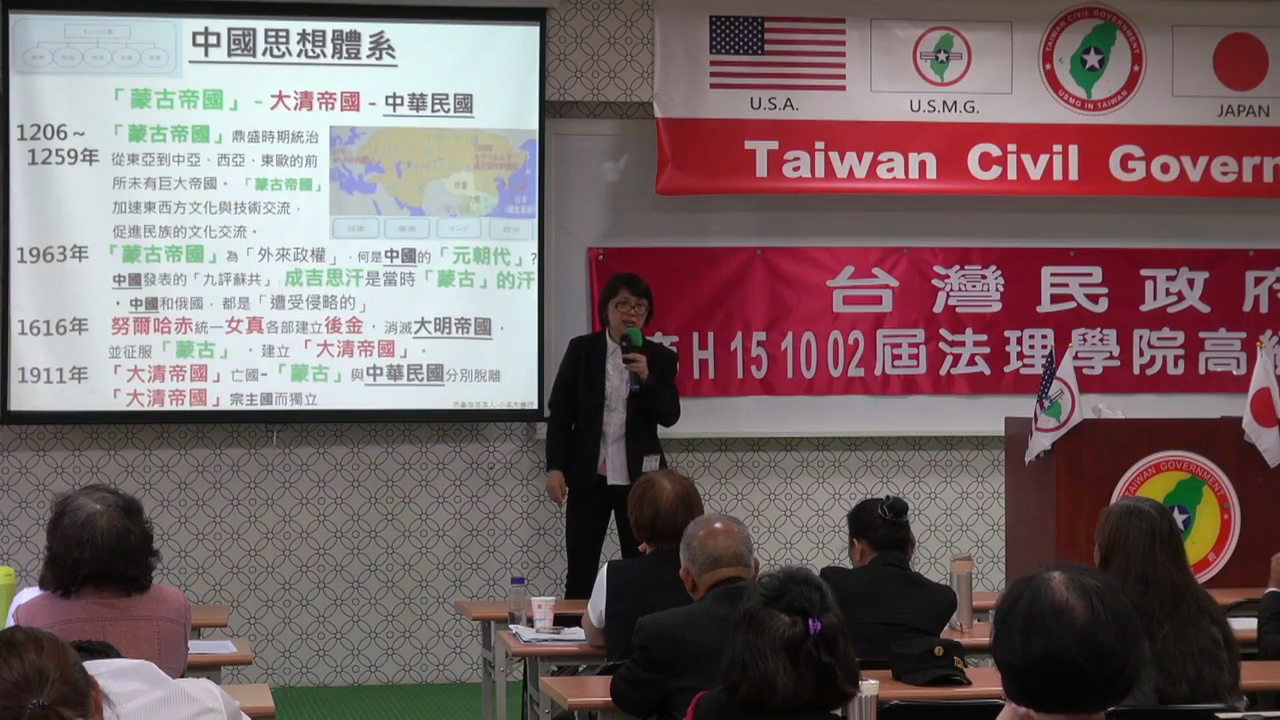 中國思想體系
「蒙古帝國」-大清帝國-中華民國
1206～ 「蒙古帝國」鼎盛時期統治
1259年 從東亞到中亞、西亞、東歐的前
所未有巨大帝國。「蒙古帝國」
加速東西方文化與技術交流，
促進民族的文化交流。
1963年 「蒙古帝國」為「外來政權」，何是中國的「元朝代」?
中國發表的「九評蘇共」成吉思汗是當時「蒙古」的汗
，中國和俄國，都是「遭受侵略的」
1616年 努爾哈赤統一女真各部建立後金，消滅大明帝國，
並征服「蒙古」，建立「大清帝國」。
1911年 「大清帝國」亡國-「蒙古」與中華民國分別脫離
「大清帝國」宗主國而獨立
U.S.A.
U.S.M.G.
TAIWAN CIVIL GOVERNMENT
USMG IN TAIWAN
JAPAN
Taiwan Civil Govern
台灣民政府
H 15 10 02屆法理學院高
TAIWAN GOVERNMENT